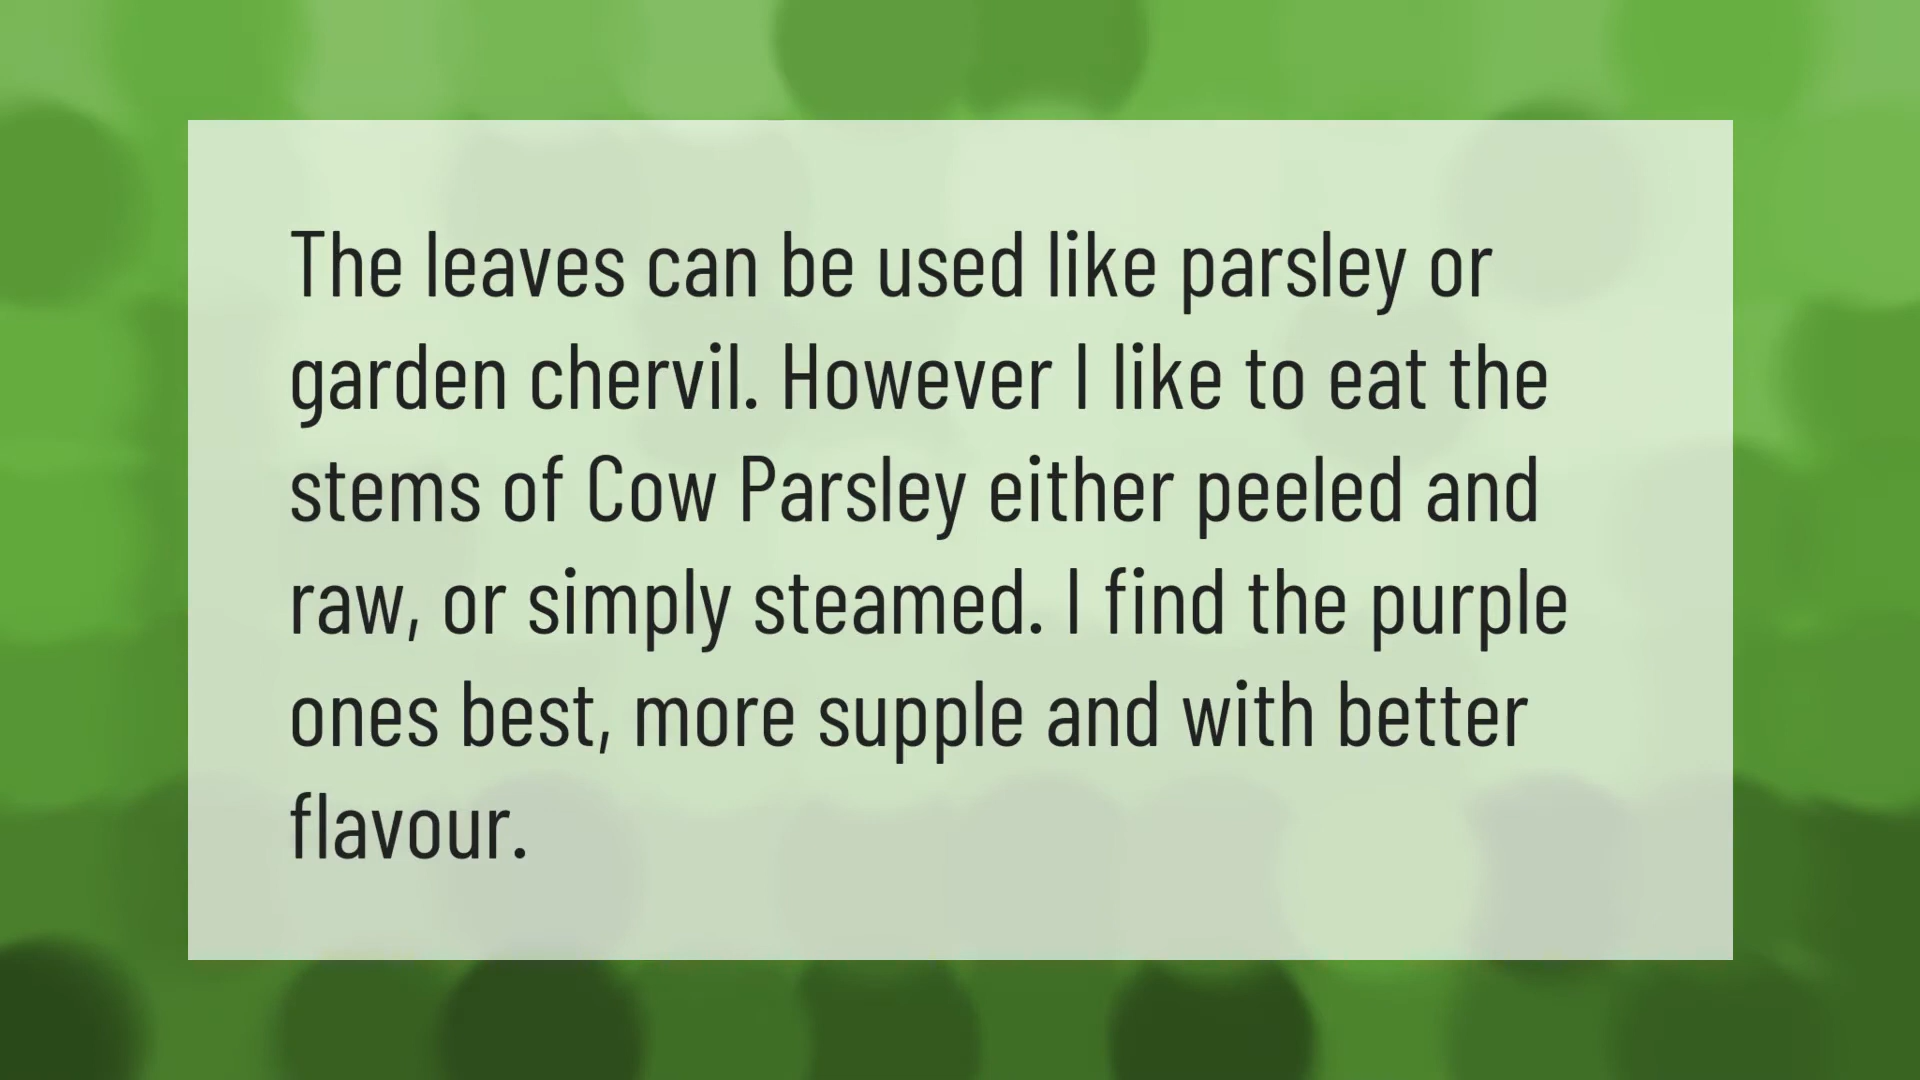 The leaves can be used like parsley or
garden chervil. However I like to eat the
stems of Cow Parsley either peeled and
raw, or simply steamed. I find the purple
ones best, more supple and with better
flavour.